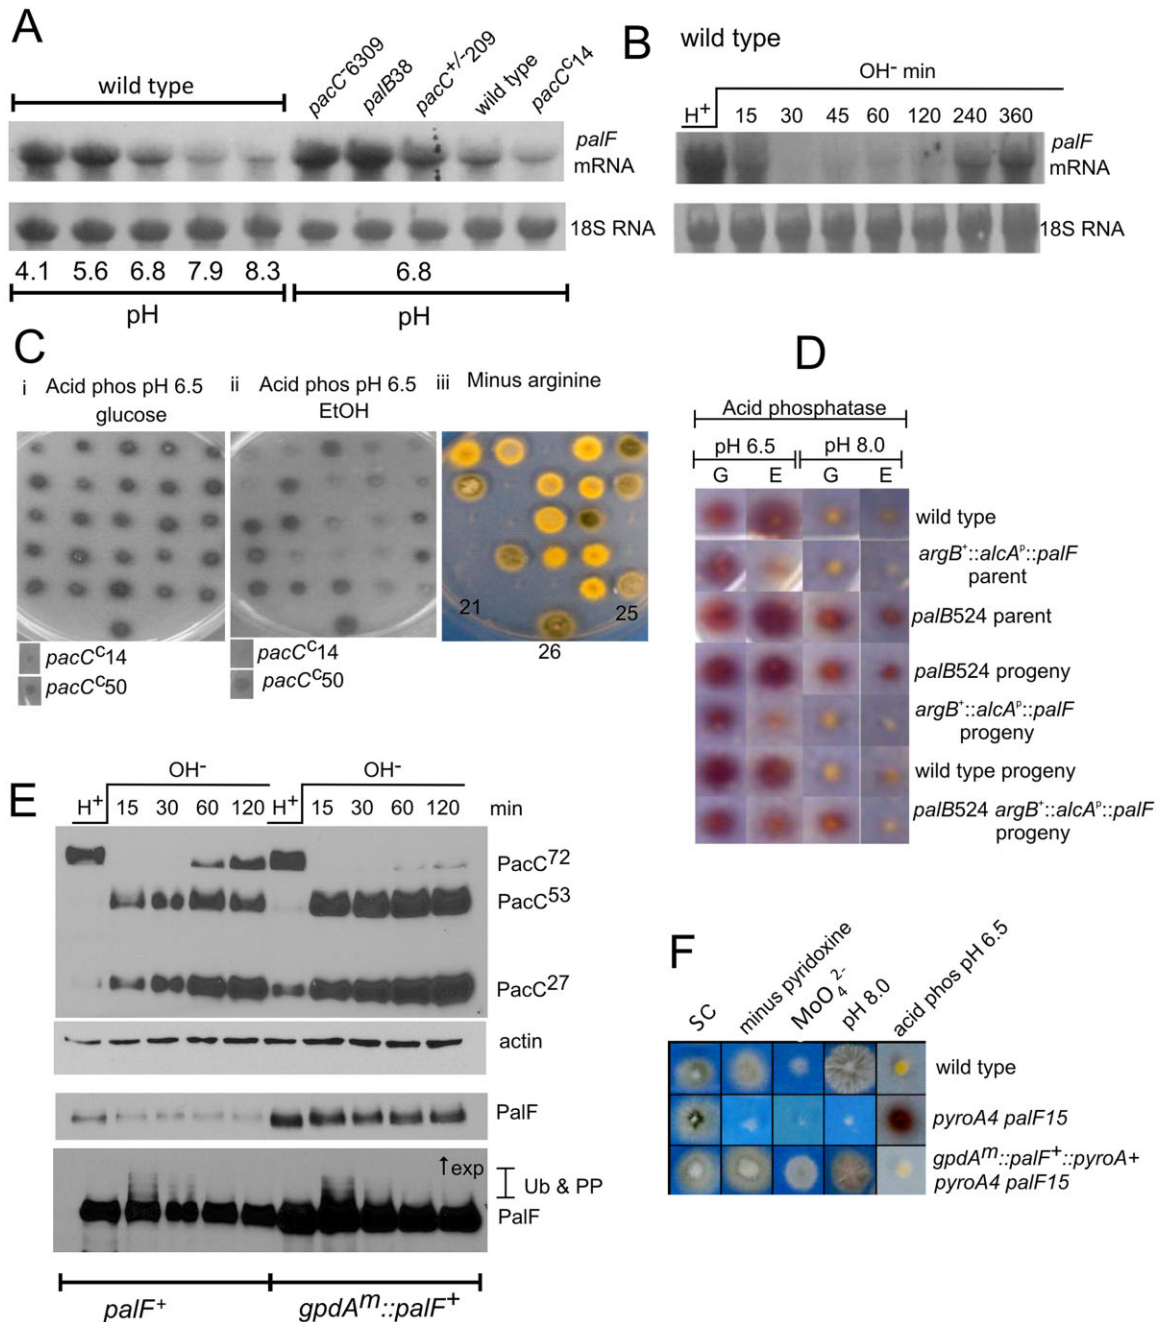 A
wild type
pacC⁻6309
palB38
pacC⁺/⁻209
wild type
pacCᶜ14
palF
mRNA
18S RNA
4.1 5.6 6.8 7.9 8.3 6.8
pH pH
B wild type
OH⁻ min
H⁺ 15 30 45 60 120 240 360
palF
mRNA
18S RNA
C
i Acid phos pH 6.5
glucose
ii Acid phos pH 6.5
EtOH
iii Minus arginine
21 25
26
pacCᶜ14
pacCᶜ50
pacCᶜ14
pacCᶜ50
D
Acid phosphatase
pH 6.5 pH 8.0
G E G E
wild type
argB⁺::alcAᵖ::palF
parent
palB524 parent
palB524 progeny
argB⁺::alcAᵖ::palF
progeny
wild type progeny
palB524 argB⁺::alcAᵖ::palF
progeny
E
OH- OH-
H⁺ 15 30 60 120 H⁺ 15 30 60 120 min
PacC⁷²
PacC⁵³
PacC²⁷
actin
PalF
↑exp
Ub & PP
PalF
palF⁺ gpdAᵐ::palF⁺
F
SC
minus pyridoxine
MoO₄²⁻
pH 8.0
acid phos pH 6.5
wild type
pyroA4 palF15
gpdAᵐ::palF⁺::pyroA+
pyroA4 palF15